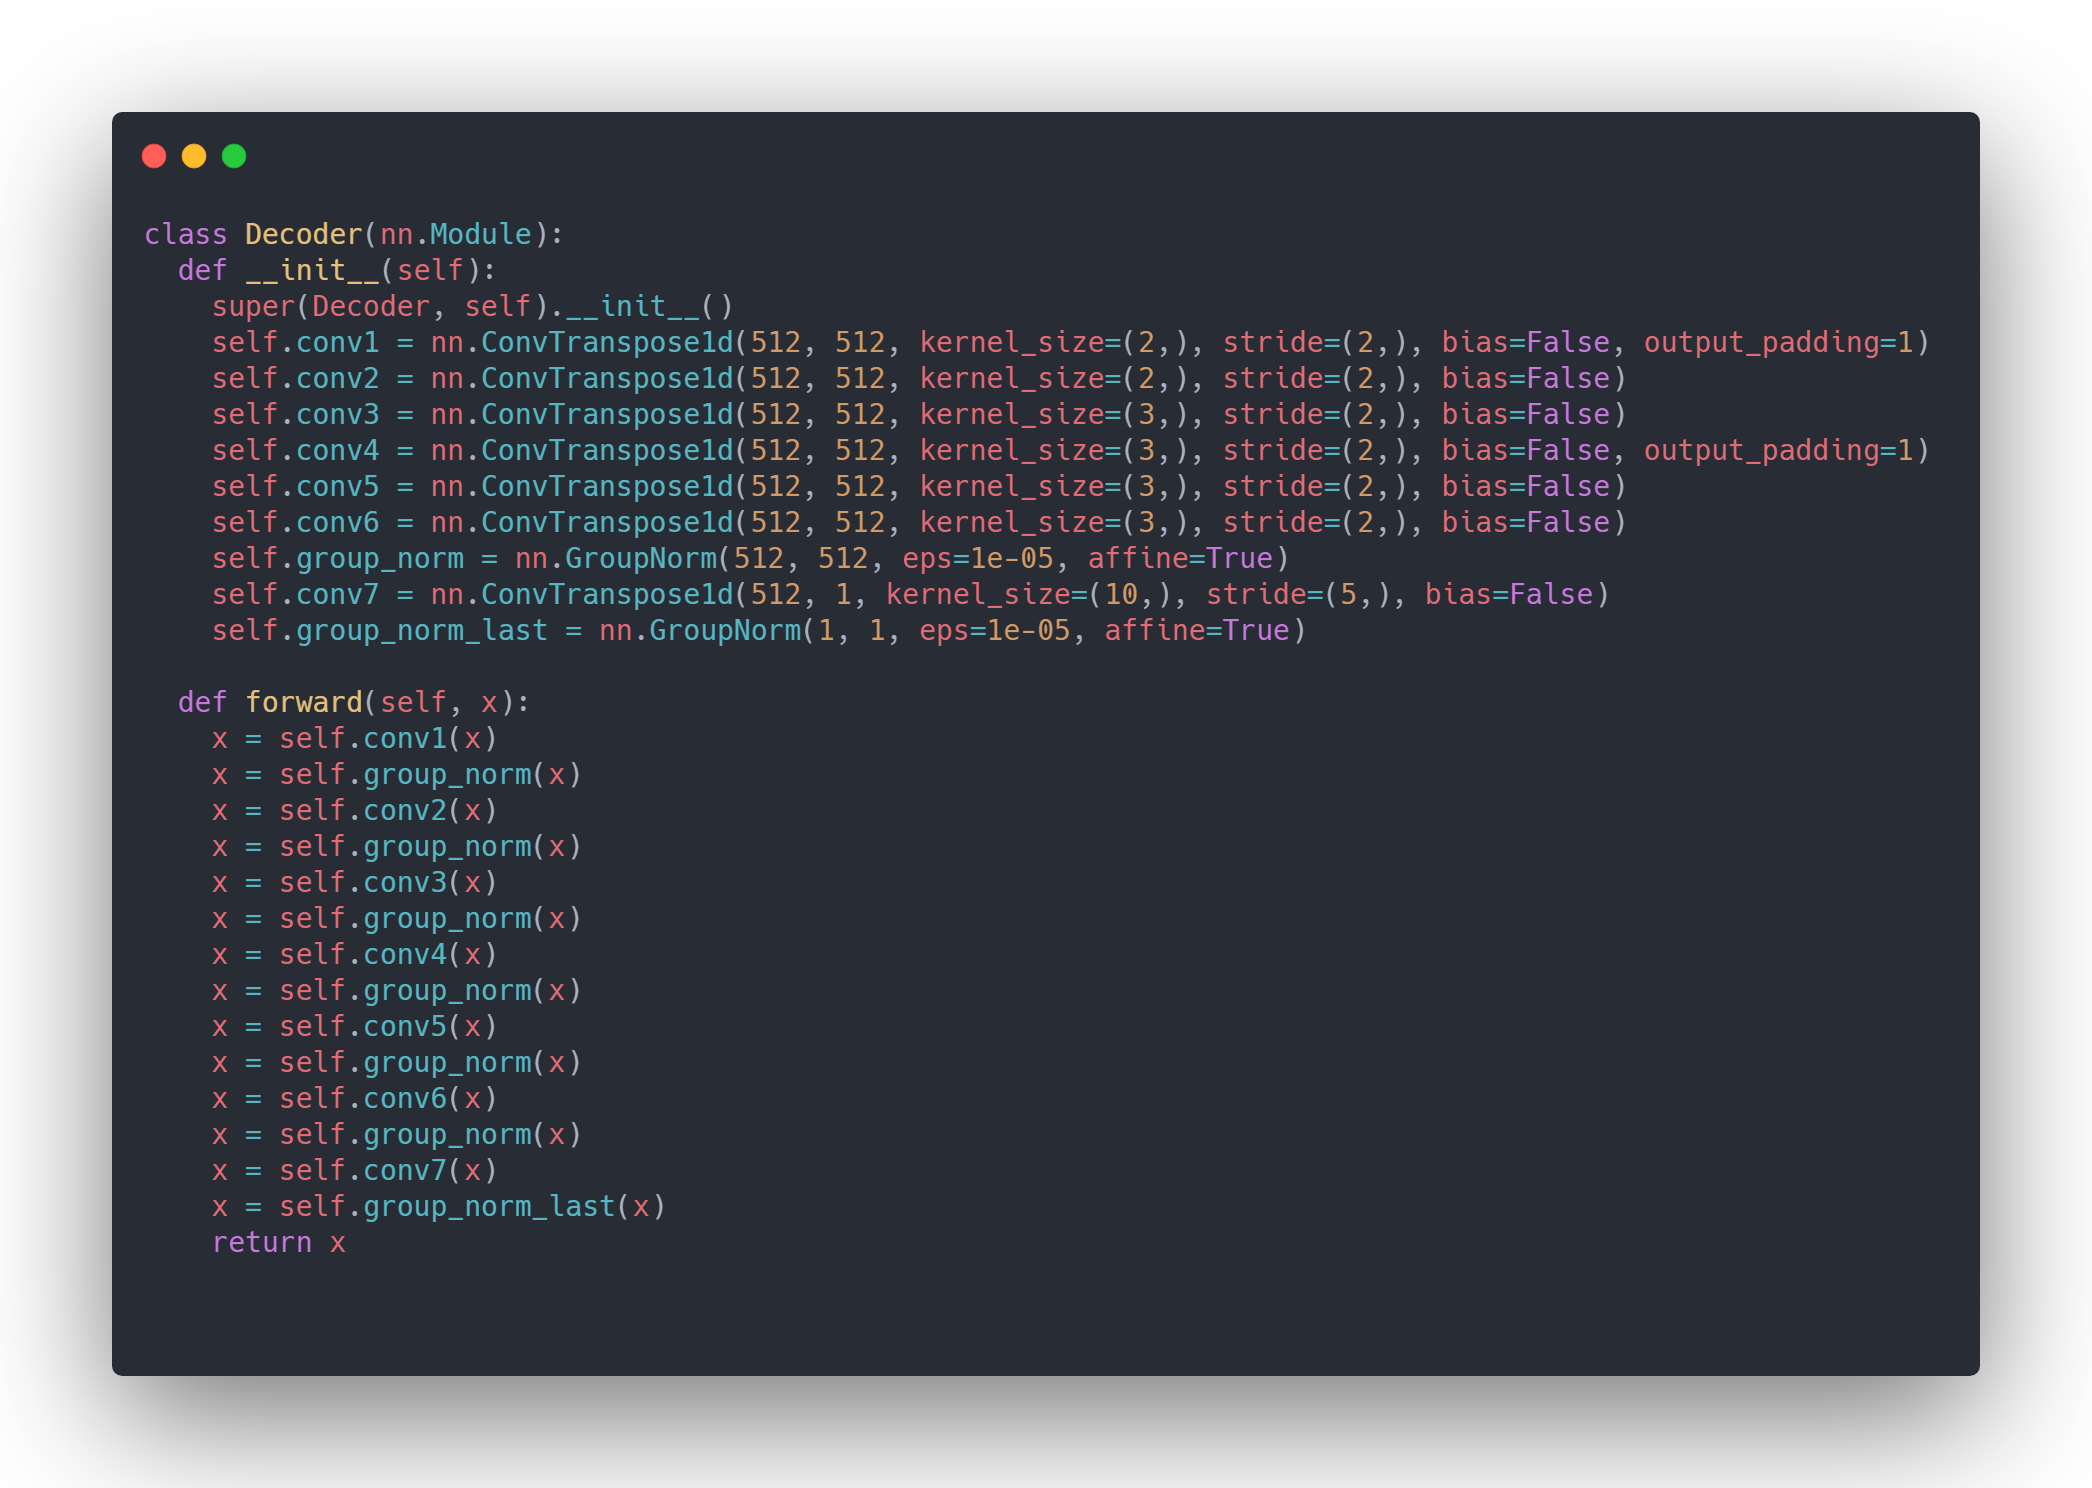 class Decoder(nn.Module):
  def __init__(self):
    super(Decoder, self).__init__()
    self.conv1 = nn.ConvTranspose1d(512, 512, kernel_size=(2,), stride=(2,), bias=False, output_padding=1)
    self.conv2 = nn.ConvTranspose1d(512, 512, kernel_size=(2,), stride=(2,), bias=False)
    self.conv3 = nn.ConvTranspose1d(512, 512, kernel_size=(3,), stride=(2,), bias=False)
    self.conv4 = nn.ConvTranspose1d(512, 512, kernel_size=(3,), stride=(2,), bias=False, output_padding=1)
    self.conv5 = nn.ConvTranspose1d(512, 512, kernel_size=(3,), stride=(2,), bias=False)
    self.conv6 = nn.ConvTranspose1d(512, 512, kernel_size=(3,), stride=(2,), bias=False)
    self.group_norm = nn.GroupNorm(512, 512, eps=1e-05, affine=True)
    self.conv7 = nn.ConvTranspose1d(512, 1, kernel_size=(10,), stride=(5,), bias=False)
    self.group_norm_last = nn.GroupNorm(1, 1, eps=1e-05, affine=True)

  def forward(self, x):
    x = self.conv1(x)
    x = self.group_norm(x)
    x = self.conv2(x)
    x = self.group_norm(x)
    x = self.conv3(x)
    x = self.group_norm(x)
    x = self.conv4(x)
    x = self.group_norm(x)
    x = self.conv5(x)
    x = self.group_norm(x)
    x = self.conv6(x)
    x = self.group_norm(x)
    x = self.conv7(x)
    x = self.group_norm_last(x)
    return x